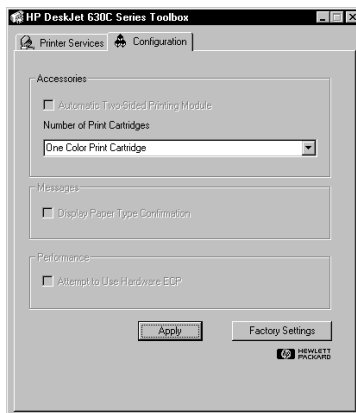 HP DeskJet 630C Series Toolbox
Printer Services
Configuration
Accessories
Automatic Two-Sided Printing Module
Number of Print Cartridges
One Color Print Cartridge
Messages
Display Paper Type Confirmation
Performance
Attempt to Use Hardware ECP
Apply
Factory Settings
hp HEWLETT
PACKARD